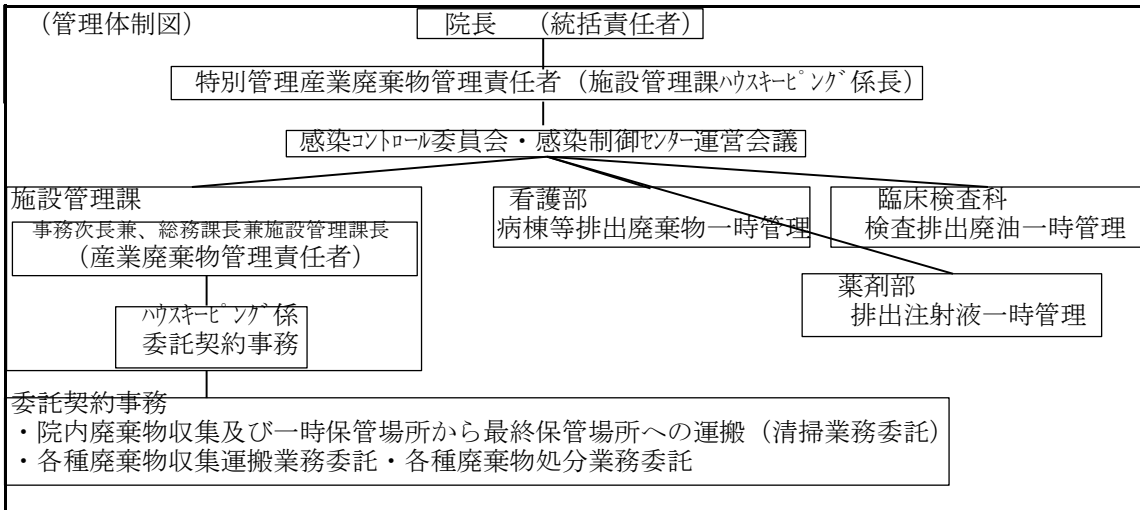 (管理体制図)
院長 (統括責任者)
特別管理産業廃棄物管理責任者(施設管理課ﾊｳｽｷｰﾋﾟﾝｸﾞ係長)
感染ｺﾝﾄﾛｰﾙ委員会・感染制御ｾﾝﾀｰ運営会議
施設管理課
事務次長兼、総務課長兼施設管理課長
(産業廃棄物管理責任者)
ﾊｳｽｷｰﾋﾟﾝｸﾞ係
委託契約事務
看護部
病棟等排出廃棄物一時管理
臨床検査科
検査排出廃油一時管理
薬剤部
排出注射液一時管理
委託契約事務
・院内廃棄物収集及び一時保管場所から最終保管場所への運搬(清掃業務委託)
・各種廃棄物収集運搬業務委託・各種廃棄物処分業務委託